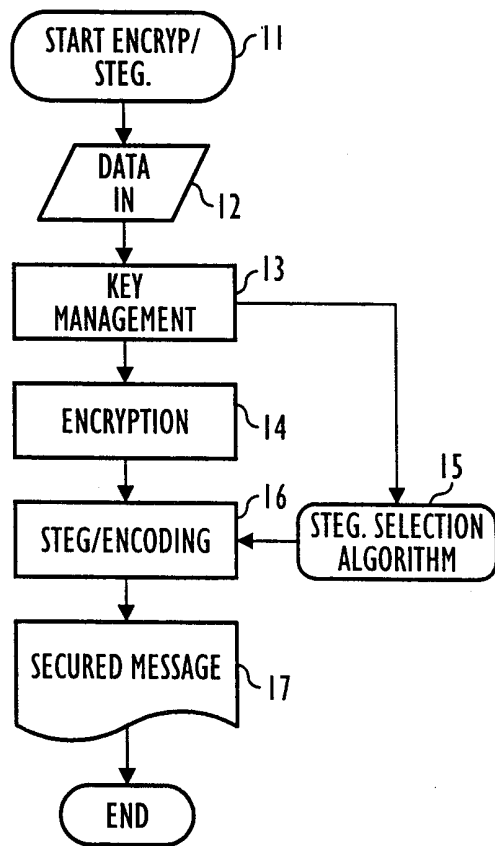 START ENCRYP/
STEG.
11
DATA
IN
12
13
KEY
MANAGEMENT
ENCRYPTION
14
16
15
STEG/ENCODING
STEG. SELECTION
ALGORITHM
SECURED MESSAGE
17
END